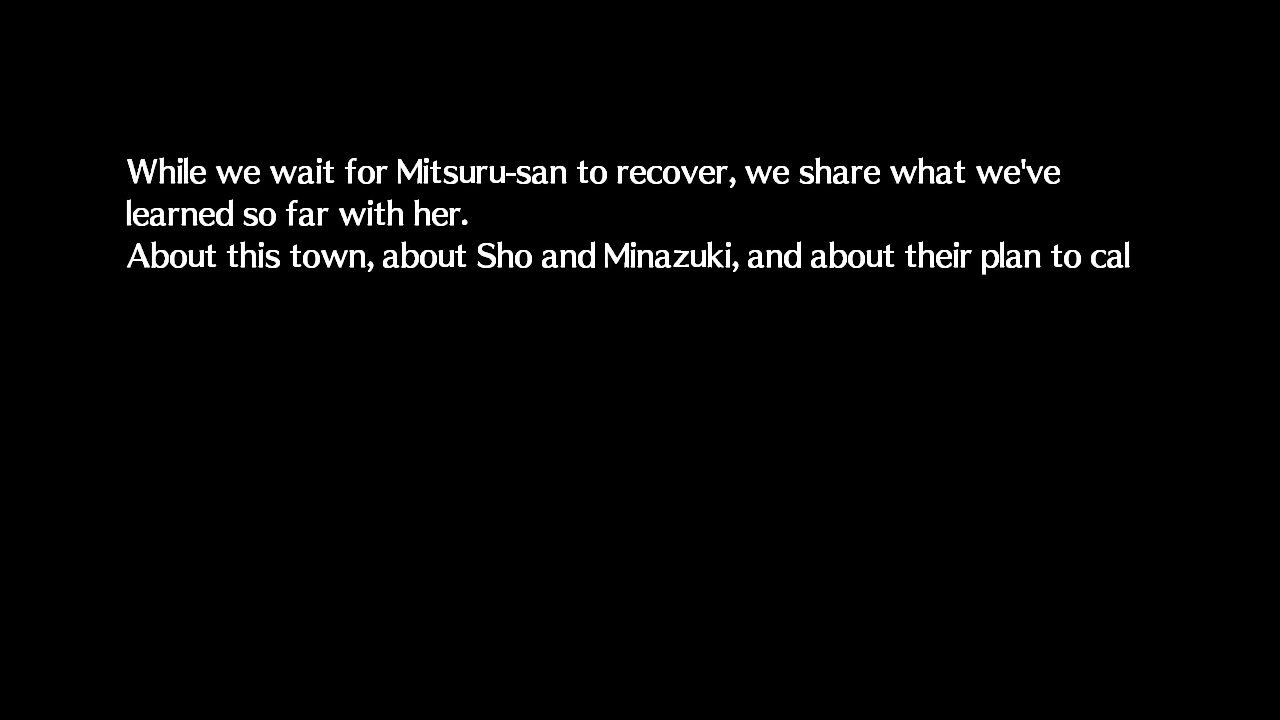 While we wait for Mitsuru-san to recover, we share what we've
learned so far with her.
About this town, about Sho and Minazuki, and about their plan to cal